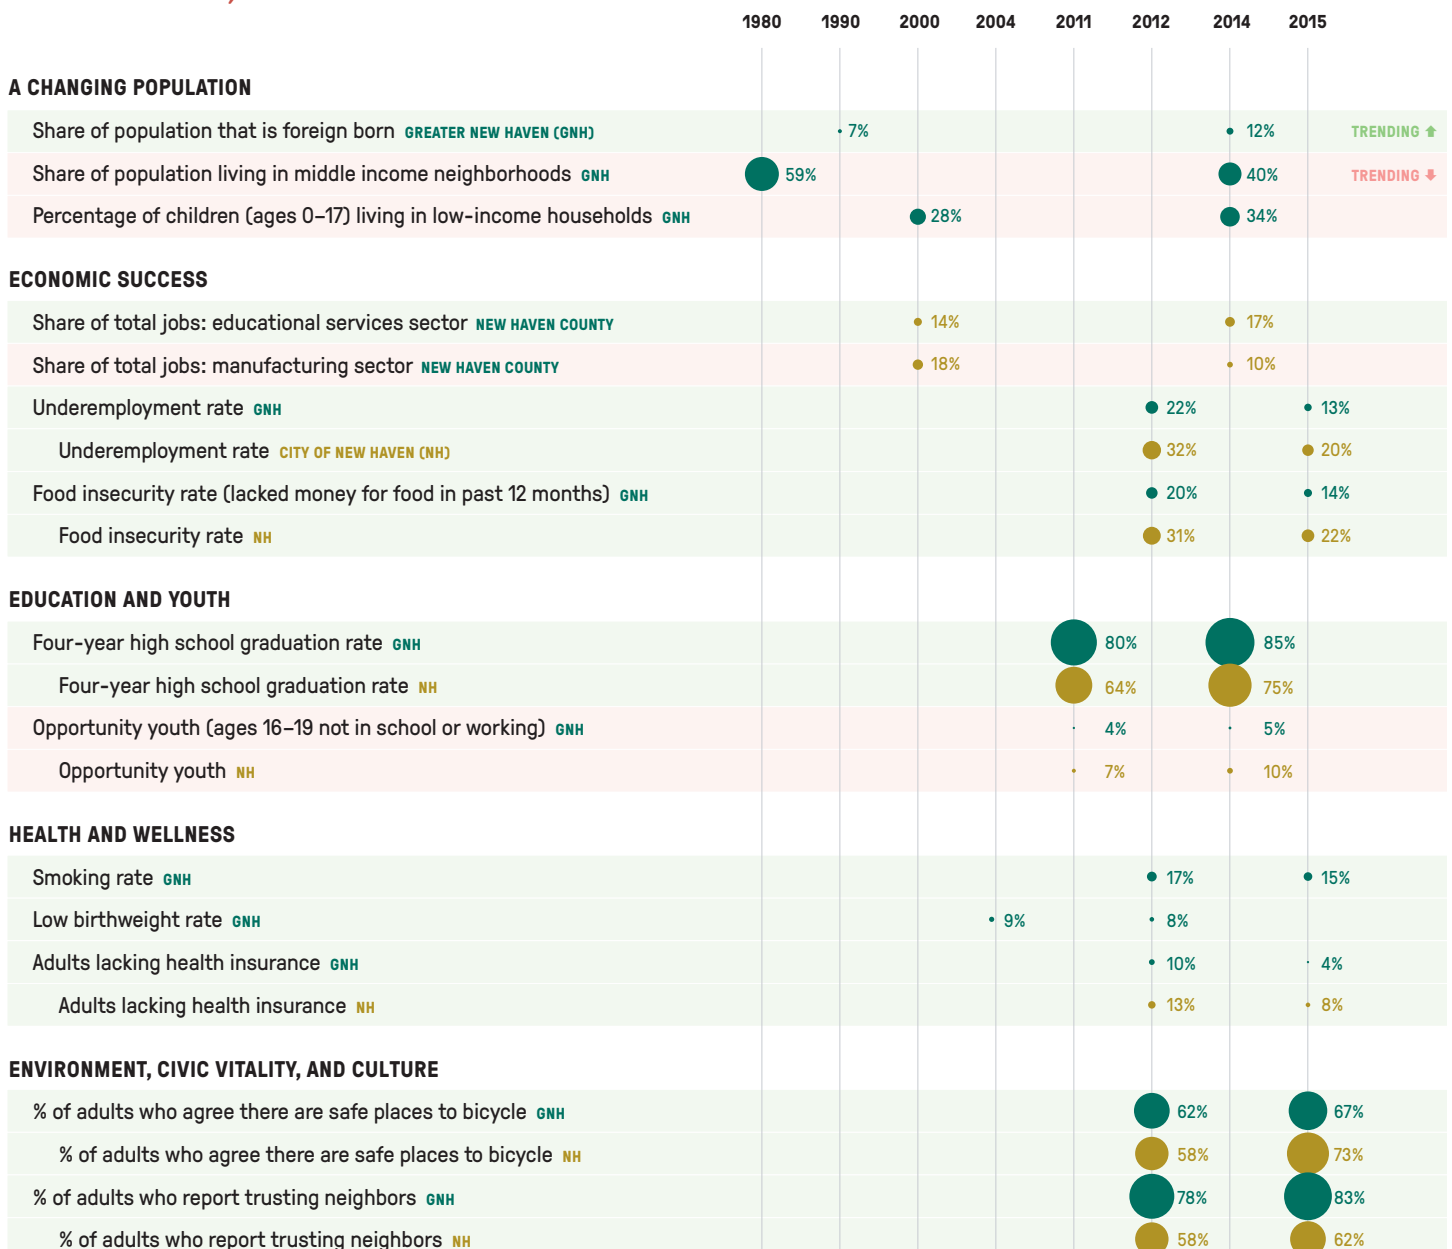 1980 1990 2000 2004 2011 2012 2014 2015
A CHANGING POPULATION
Share of population that is foreign born GREATER NEW HAVEN (GNH) 7% 12% TRENDING
Share of population living in middle income neighborhoods GNH 59% 40% TRENDING
Percentage of children (ages 0–17) living in low-income households GNH 28% 34%
ECONOMIC SUCCESS
Share of total jobs: educational services sector NEW HAVEN COUNTY 14% 17%
Share of total jobs: manufacturing sector NEW HAVEN COUNTY 18% 10%
Underemployment rate GNH 22% 13%
Underemployment rate CITY OF NEW HAVEN (NH) 32% 20%
Food insecurity rate (lacked money for food in past 12 months) GNH 20% 14%
Food insecurity rate NH 31% 22%
EDUCATION AND YOUTH
Four-year high school graduation rate GNH 80% 85%
Four-year high school graduation rate NH 64% 75%
Opportunity youth (ages 16–19 not in school or working) GNH 4% 5%
Opportunity youth NH 7% 10%
HEALTH AND WELLNESS
Smoking rate GNH 17% 15%
Low birthweight rate GNH 9% 8%
Adults lacking health insurance GNH 10% 4%
Adults lacking health insurance NH 13% 8%
ENVIRONMENT, CIVIC VITALITY, AND CULTURE
% of adults who agree there are safe places to bicycle GNH 62% 67%
% of adults who agree there are safe places to bicycle NH 58% 73%
% of adults who report trusting neighbors GNH 78% 83%
% of adults who report trusting neighbors NH 58% 62%